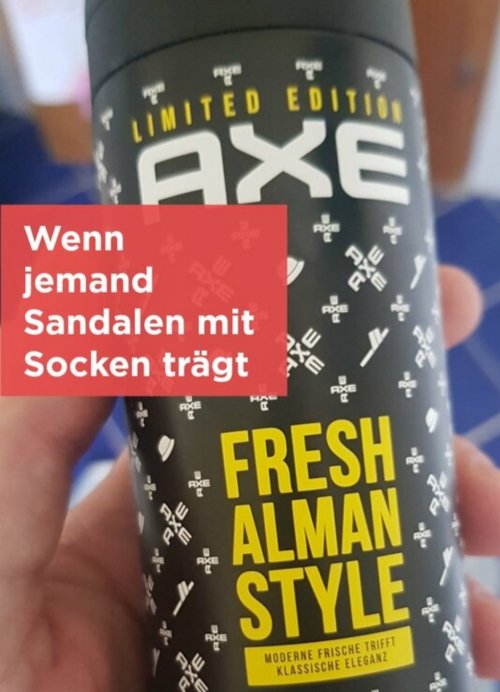 LIMITED EDITION
AXE
Wenn
jemand
Sandalen mit
Socken trägt
FRESH
ALMAN
STYLE
MODERNE FRISCHE TRIFFT
KLASSISCHE ELEGANZ